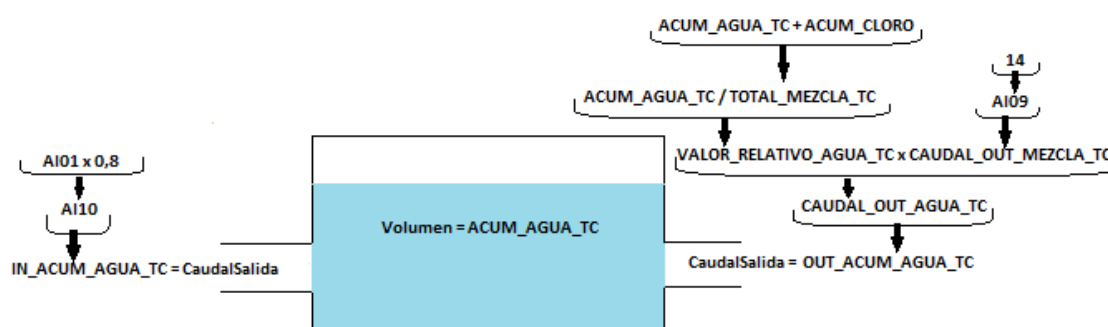 ACUM_AGUA_TC + ACUM_CLORO
14
ACUM_AGUA_TC / TOTAL_MEZCLA_TC
AI09
AI01 x 0,8
VALOR_RELATIVO_AGUA_TC x CAUDAL_OUT_MEZCLA_TC
AI10
CAUDAL_OUT_AGUA_TC
Volumen = ACUM_AGUA_TC
IN_ACUM_AGUA_TC = CaudalSalida
CaudalSalida = OUT_ACUM_AGUA_TC